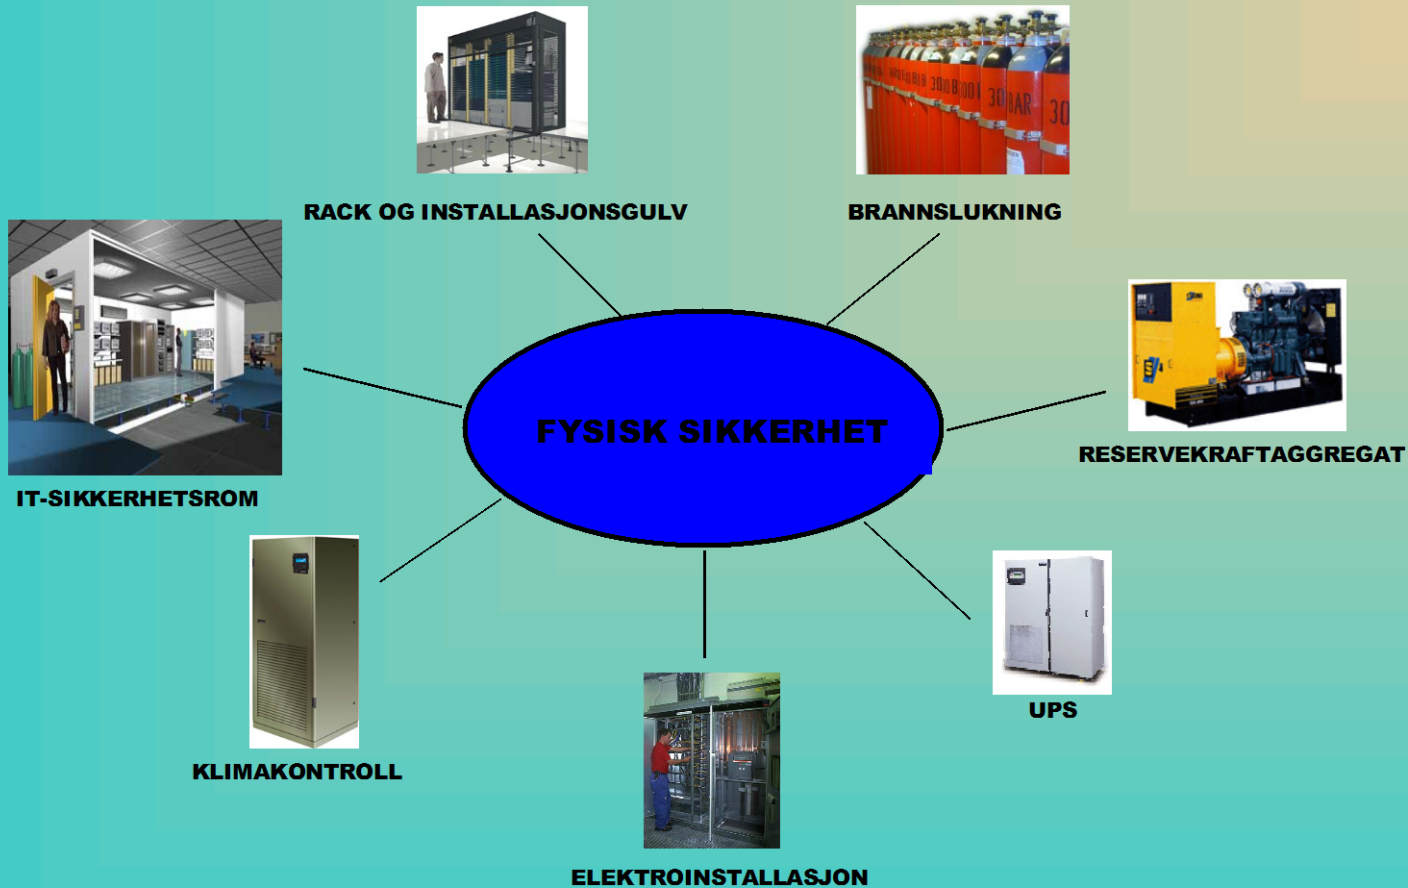 RACK OG INSTALLASJONSGULV
BRANNSLUKNING
IT-SIKKERHETSROM
FYSISK SIKKERHET
RESERVEKRAFTAGGREGAT
KLIMAKONTROLL
UPS
ELEKTROINSTALLASJON